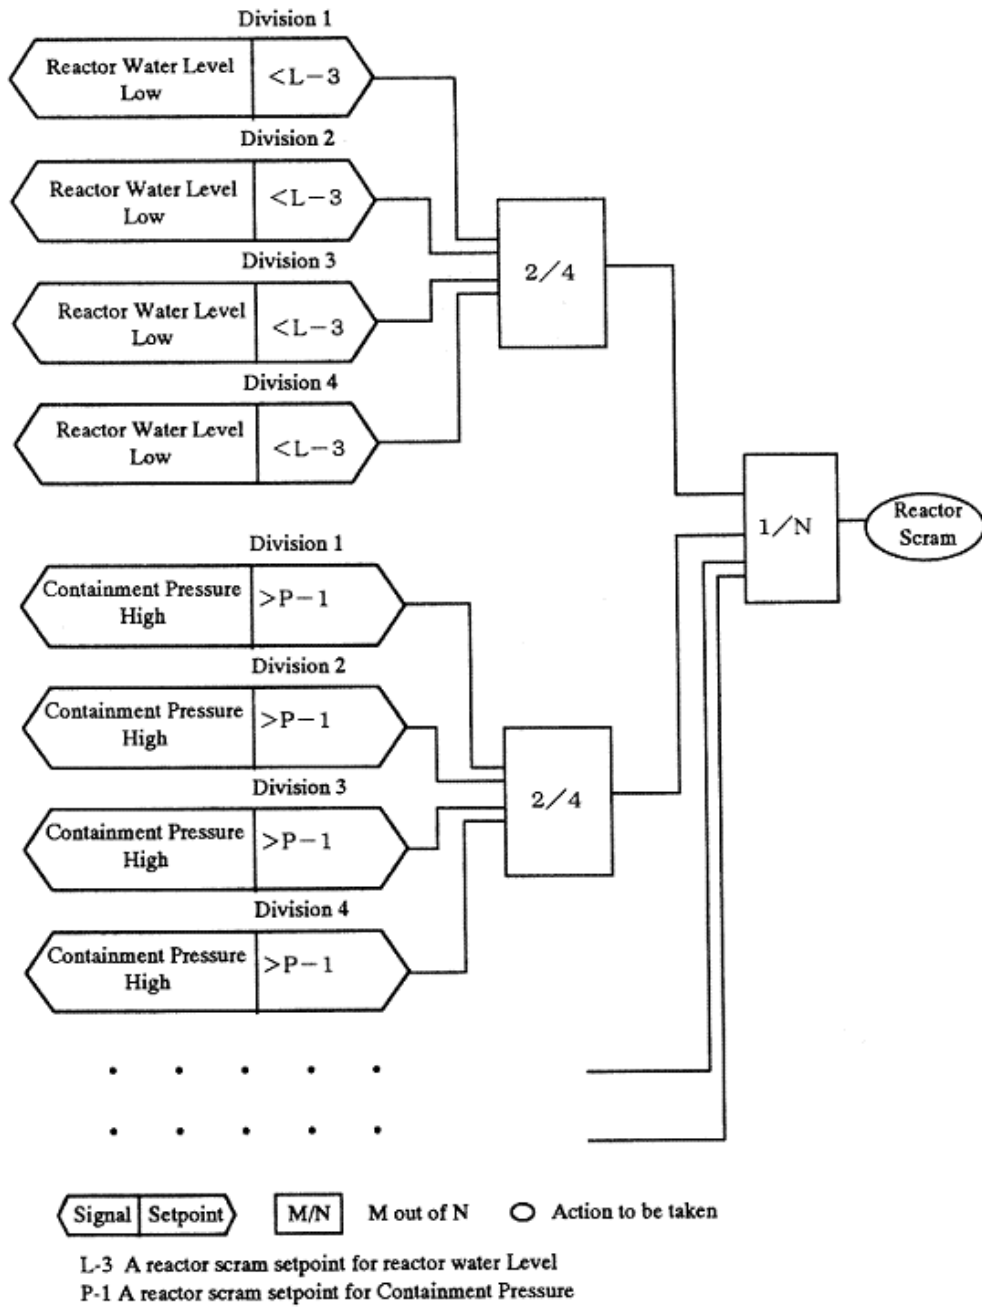 Division 1
Reactor Water Level
Low
<L-3
Division 2
Reactor Water Level
Low
<L-3
Division 3
Reactor Water Level
Low
<L-3
Division 4
Reactor Water Level
Low
<L-3
2/4
1/N
Reactor
Scram
Division 1
Containment Pressure
High
>P-1
Division 2
Containment Pressure
High
>P-1
Division 3
Containment Pressure
High
>P-1
Division 4
Containment Pressure
High
>P-1
2/4
Signal Setpoint M/N M out of N Action to be taken
L-3 A reactor scram setpoint for reactor water Level
P-1 A reactor scram setpoint for Containment Pressure